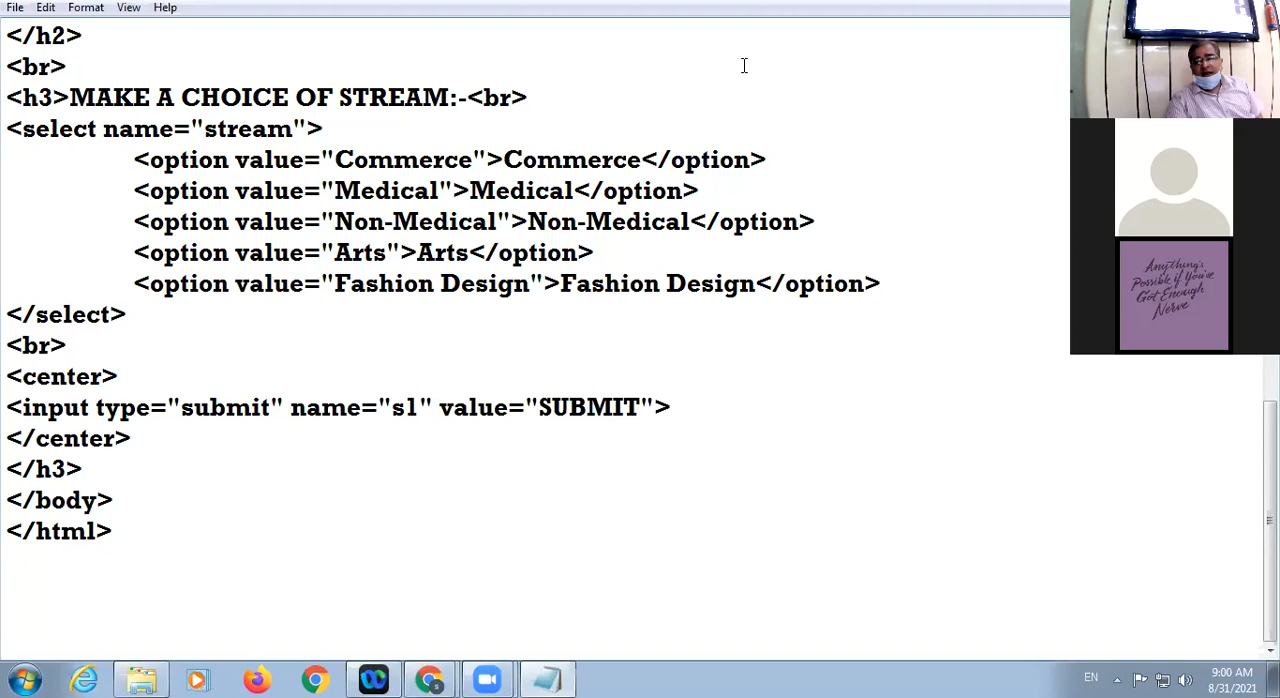 File Edit Format View Help
</h2>
<br>
<h3>MAKE A CHOICE OF STREAM:-<br>
<select name="stream">
<option value="Commerce">Commerce</option>
<option value="Medical">Medical</option>
<option value="Non-Medical">Non-Medical</option>
<option value="Arts">Arts</option>
<option value="Fashion Design">Fashion Design</option>
</select>
<br>
<center>
<input type="submit" name="s1" value="SUBMIT">
</center>
</h3>
</body>
</html>
Anything's
Possible if You've
Got Enough
Nerve
EN
9:00 AM
8/31/2021